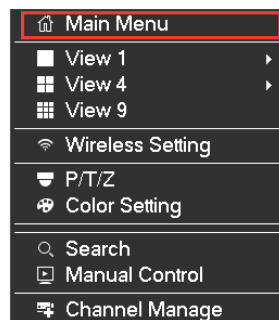 Main Menu
View 1
View 4
View 9
Wireless Setting
P/T/Z
Color Setting
Search
Manual Control
Channel Manage